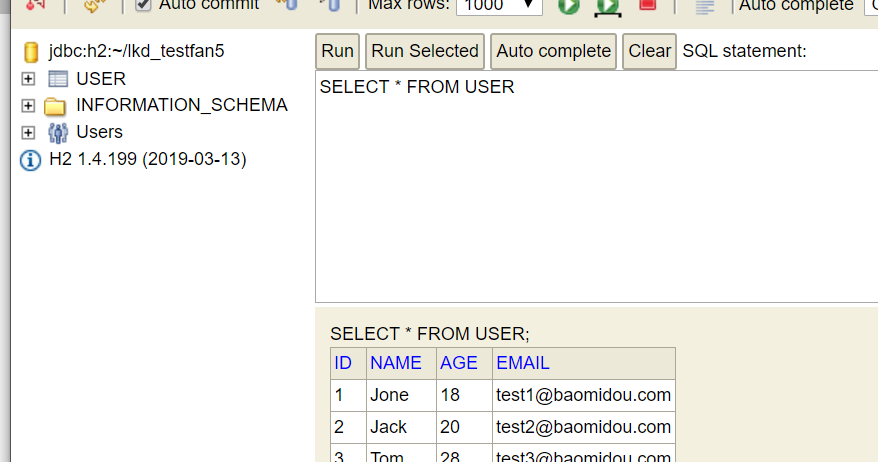 Auto commit Max rows: 1000 Auto complete
jdbc:h2:~/lkd_testfan5
USER
INFORMATION_SCHEMA
Users
H2 1.4.199 (2019-03-13)
Run Run Selected Auto complete Clear SQL statement:
SELECT * FROM USER
SELECT * FROM USER;
ID NAME AGE EMAIL
1 Jone 18 test1@baomidou.com
2 Jack 20 test2@baomidou.com
3 Tom 28 test3@baomidou.com